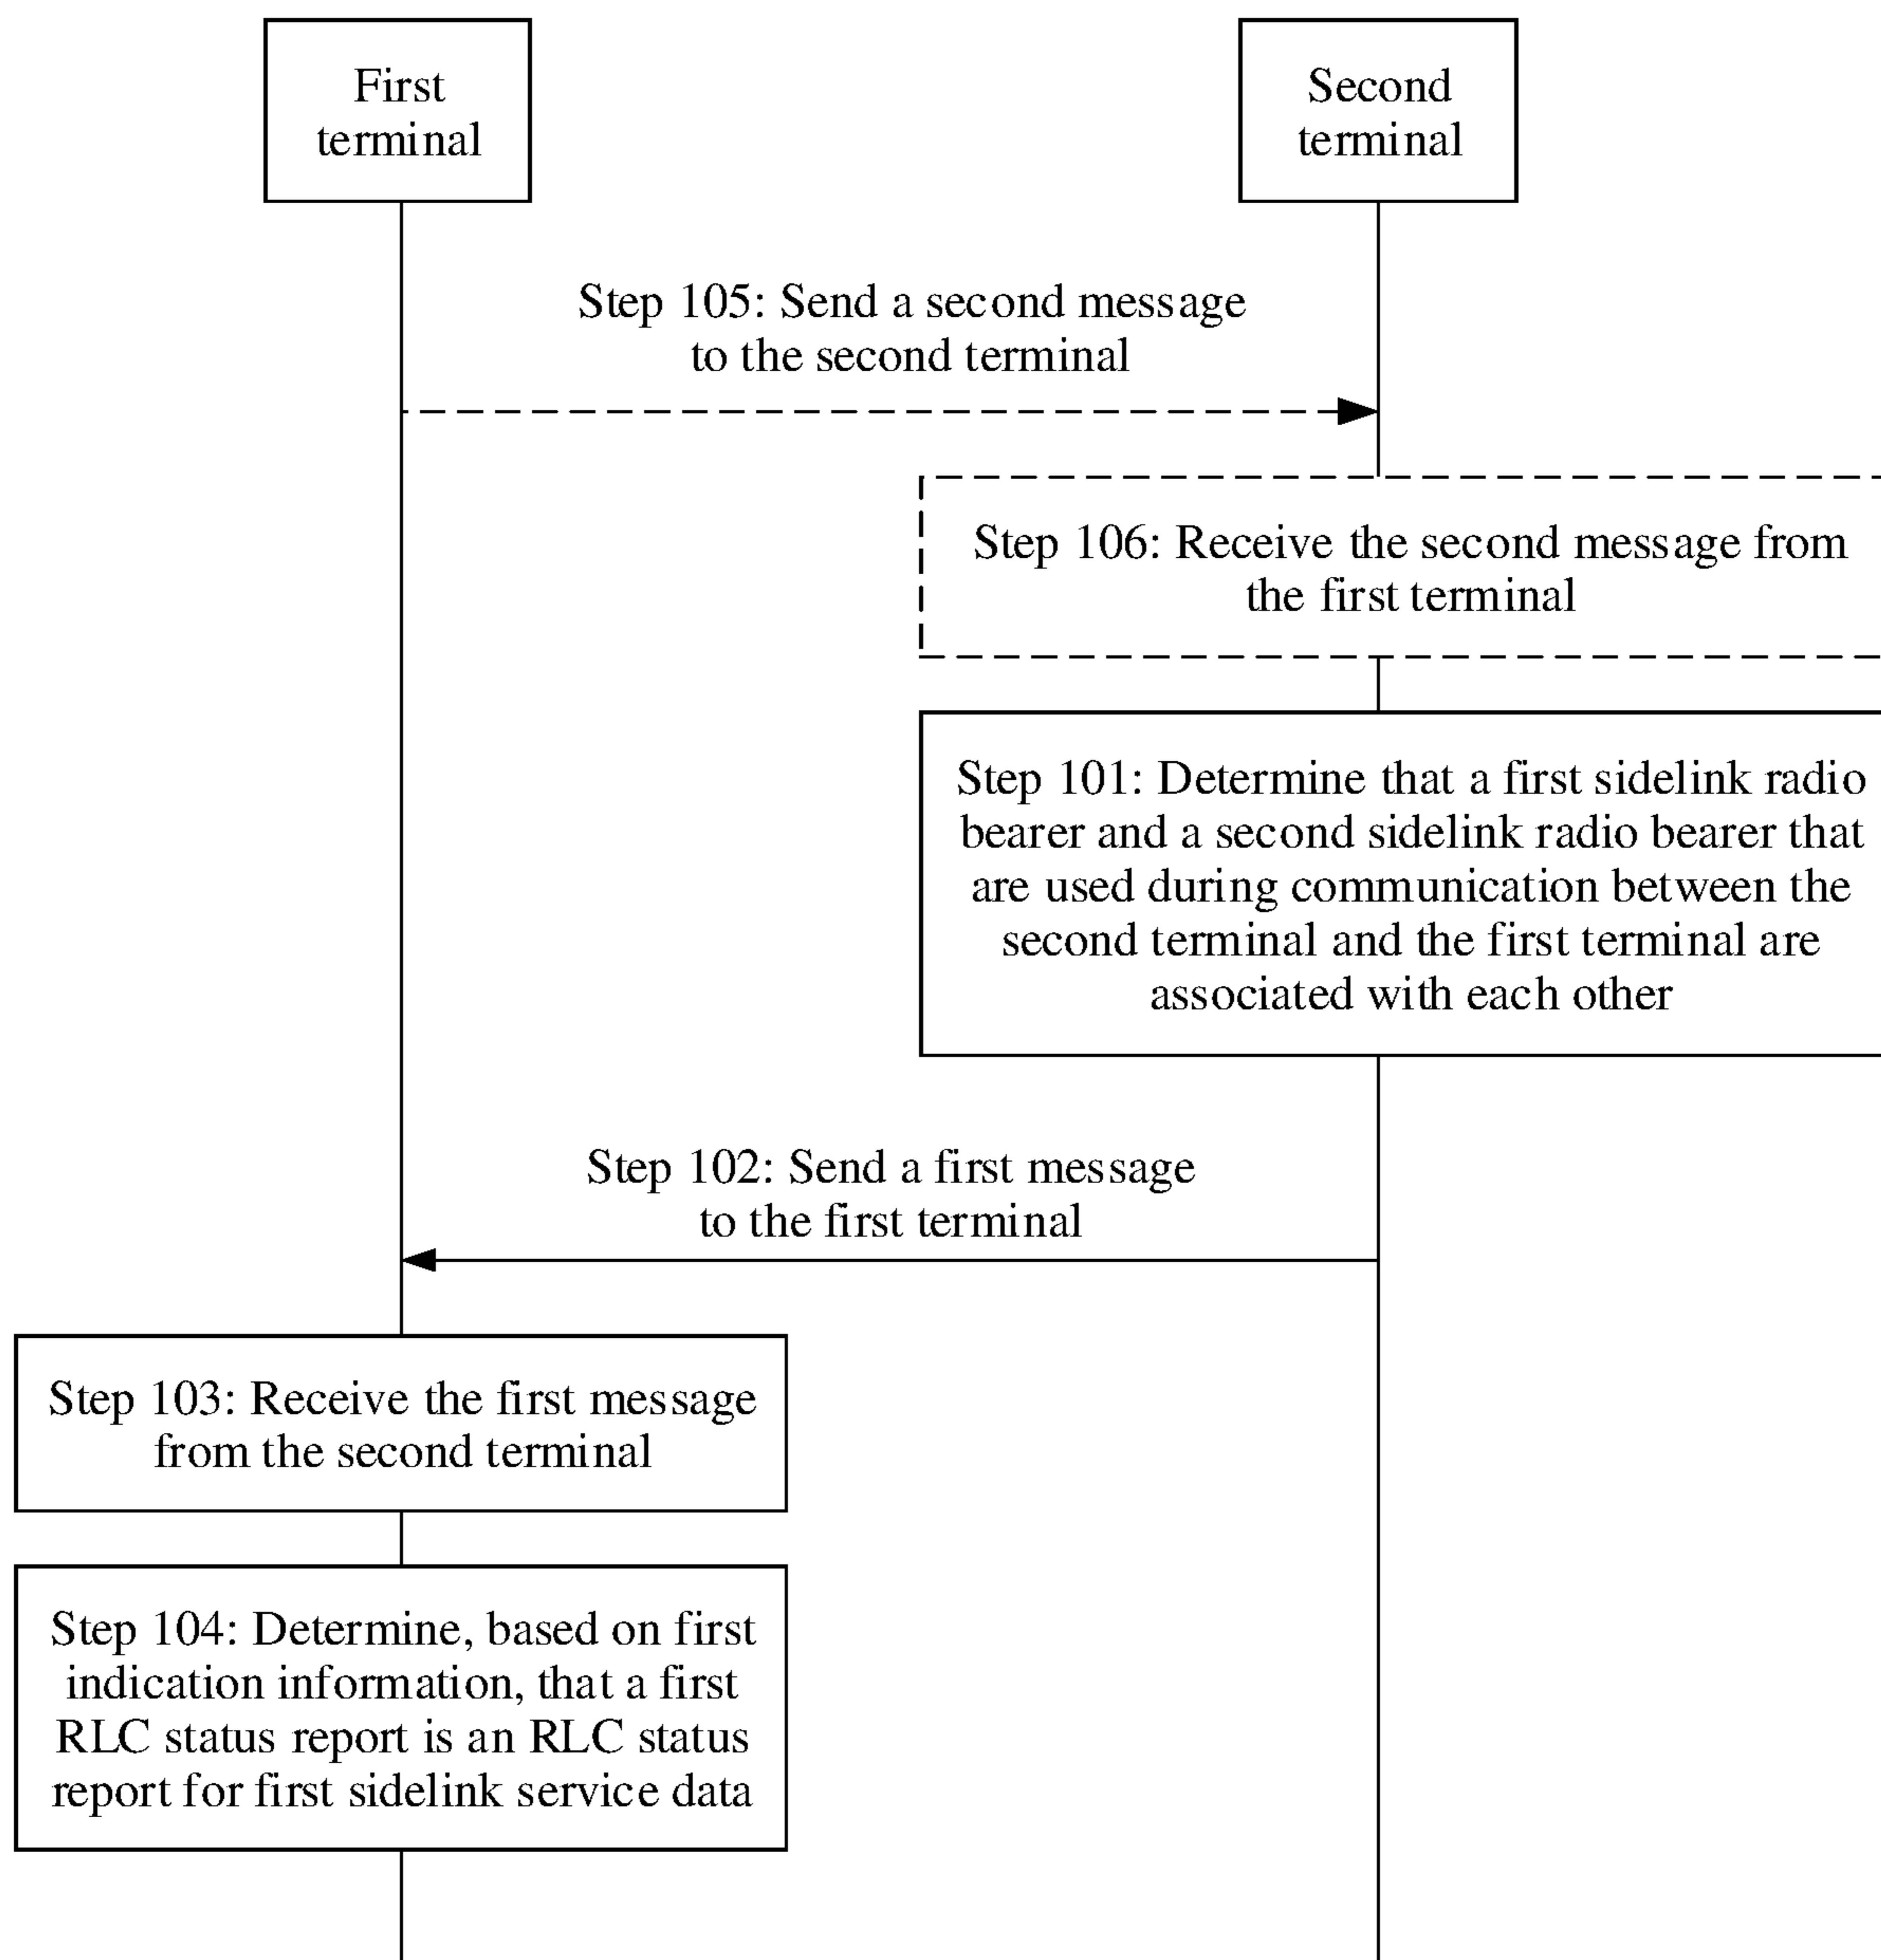 First
terminal
Second
terminal
Step 105: Send a second message
to the second terminal
Step 106: Receive the second message from
the first terminal
Step 101: Determine that a first sidelink radio
bearer and a second sidelink radio bearer that
are used during communication between the
second terminal and the first terminal are
associated with each other
Step 102: Send a first message
to the first terminal
Step 103: Receive the first message
from the second terminal
Step 104: Determine, based on first
indication information, that a first
RLC status report is an RLC status
report for first sidelink service data